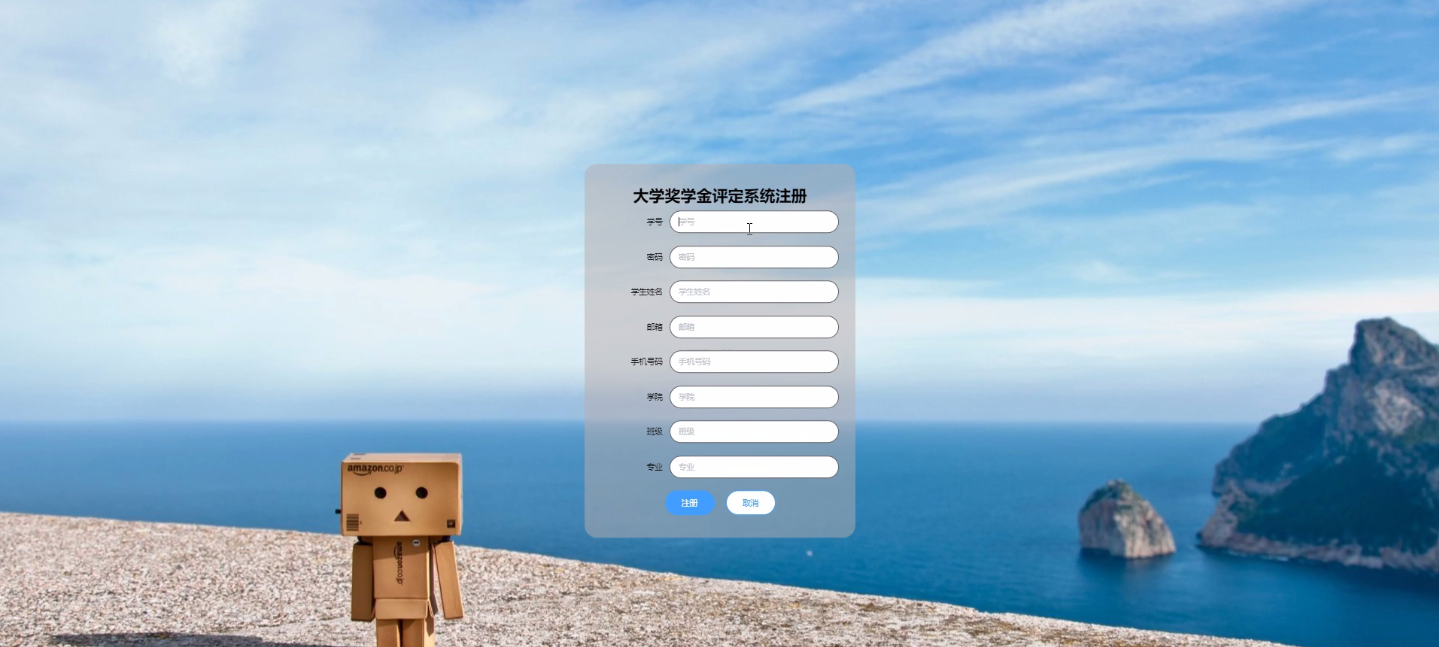 大学奖学金评定系统注册
学号 学号
密码 密码
学生姓名 学生姓名
邮箱 邮箱
手机号码 手机号码
学院 学院
班级 班级
专业 专业
注册 取消
amazon.co.jp
amazon.co.jp